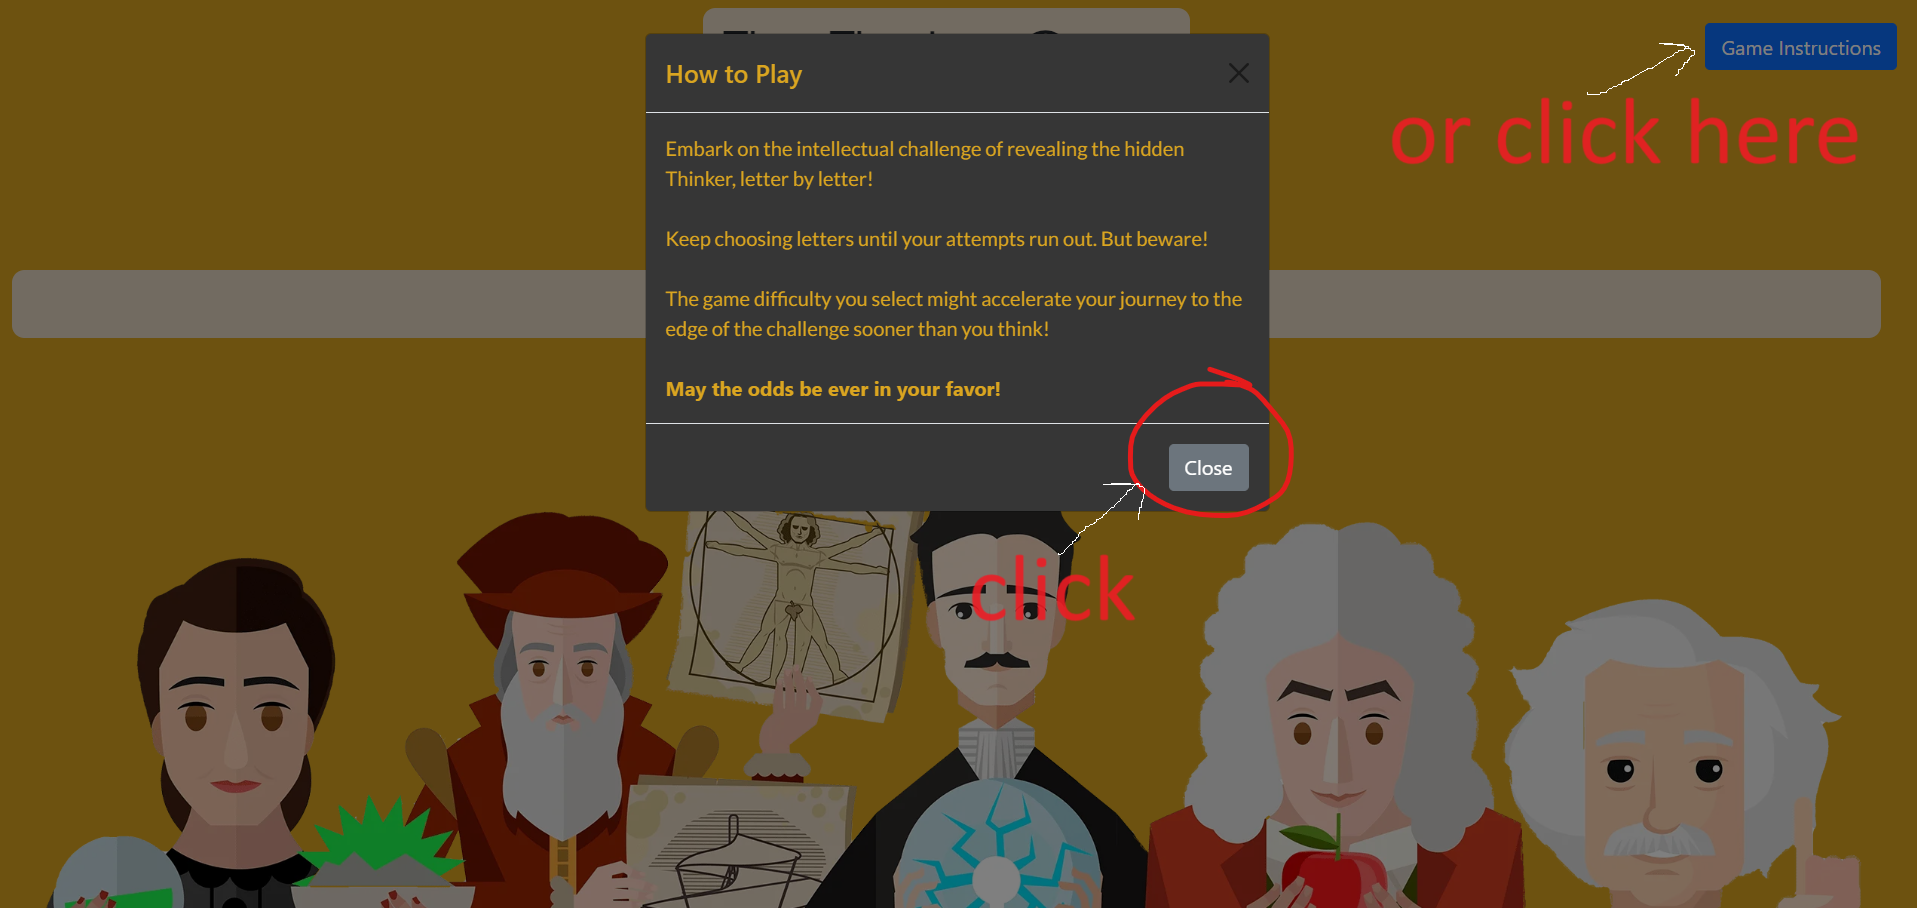 How to Play
Game Instructions
or click here
Embark on the intellectual challenge of revealing the hidden
Thinker, letter by letter!
Keep choosing letters until your attempts run out. But beware!
The game difficulty you select might accelerate your journey to the
edge of the challenge sooner than you think!
May the odds be ever in your favor!
Close
click